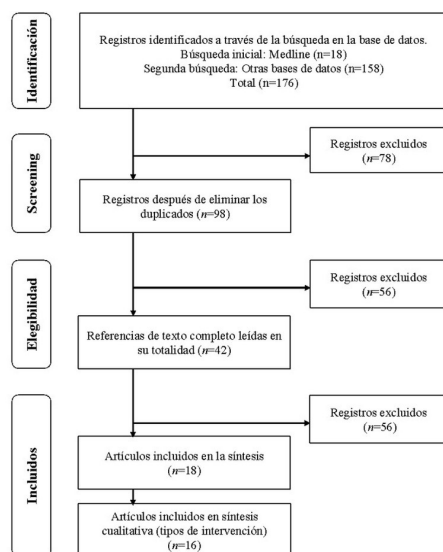 Identificación
Registros identificados a través de la búsqueda en la base de datos.
Búsqueda inicial: Medline (n=18)
Segunda búsqueda: Otras bases de datos (n=158)
Total (n=176)
Registros excluidos
(n=78)
Screening
Registros después de eliminar los
duplicados (n=98)
Registros excluidos
(n=56)
Elegibilidad
Referencias de texto completo leídas en
su totalidad (n=42)
Registros excluidos
(n=56)
Incluidos
Artículos incluidos en la síntesis
(n=18)
Artículos incluidos en síntesis
cualitativa (tipos de intervención)
(n=16)